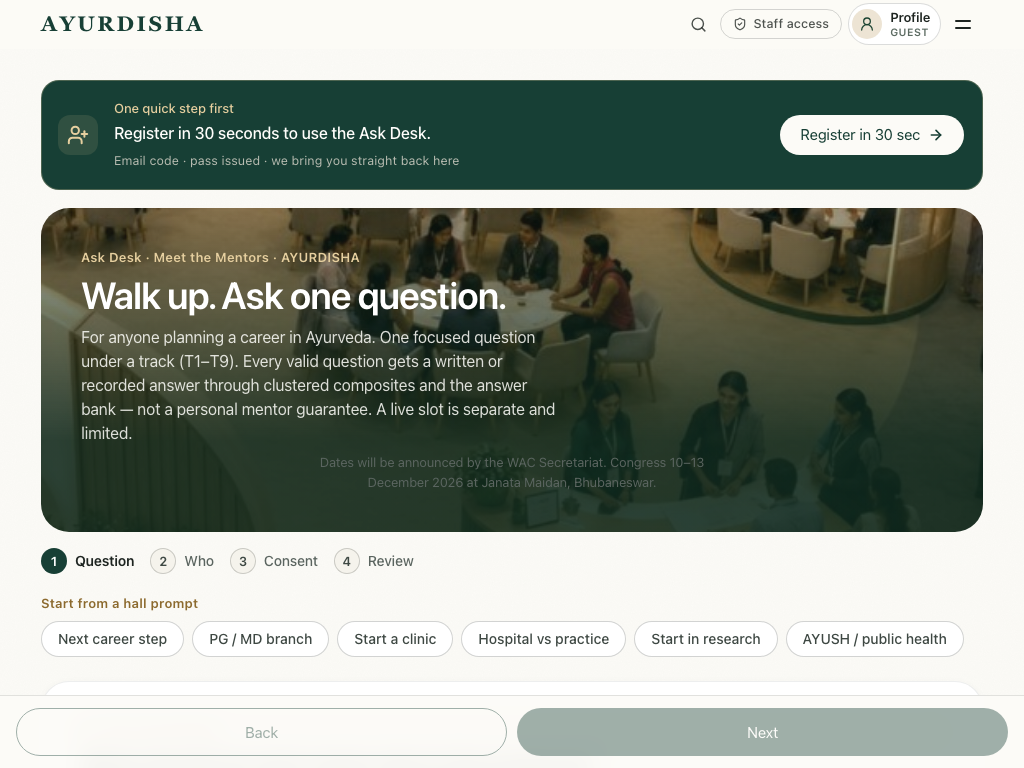 AYURDISHA
Staff access
Profile
GUEST
One quick step first
Register in 30 seconds to use the Ask Desk.
Email code · pass issued · we bring you straight back here
Register in 30 sec →
Ask Desk · Meet the Mentors · AYURDISHA
Walk up. Ask one question.
For anyone planning a career in Ayurveda. One focused question
under a track (T1–T9). Every valid question gets a written or
recorded answer through clustered composites and the answer
bank — not a personal mentor guarantee. A live slot is separate and
limited.
Dates will be announced by the WAC Secretariat. Congress 10–13
December 2026 at Janata Maidan, Bhubaneswar.
1 Question 2 Who 3 Consent 4 Review
Start from a hall prompt
Next career step PG / MD branch Start a clinic Hospital vs practice Start in research AYUSH / public health
Back Next